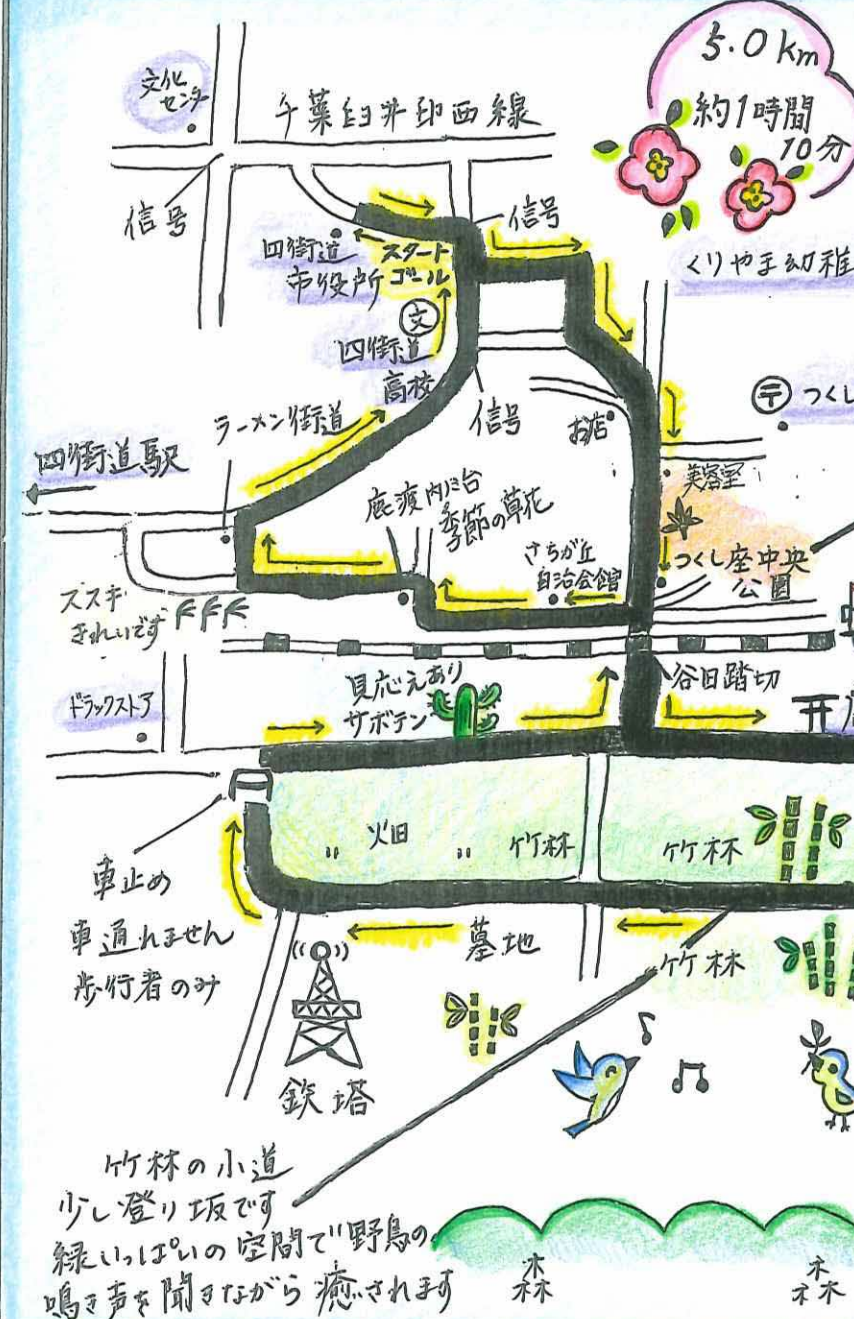 5.0km
約1時間
10分
文化
センター
千葉臼井印西線
信号
信号
四街道
市役所
スタート
ゴール
文
四街道
高校
くりやま幼稚
〒 つくし
ラーメン街道
信号
お店
四街道駅
美容室
鹿渡内
台
季節の草花
さちが丘
自治会館
つくし座中央
公園
ススキ
きれいです
ドラックストア
見応えあり
サボテン
谷田踏切
畑
竹林
竹林
車止め
車通れません
歩行者のみ
墓地
竹林
鉄塔
竹林の小道
少し登り坂です
緑いっぱいの空間で野鳥の
鳴き声を聞きながら癒されます
森
森